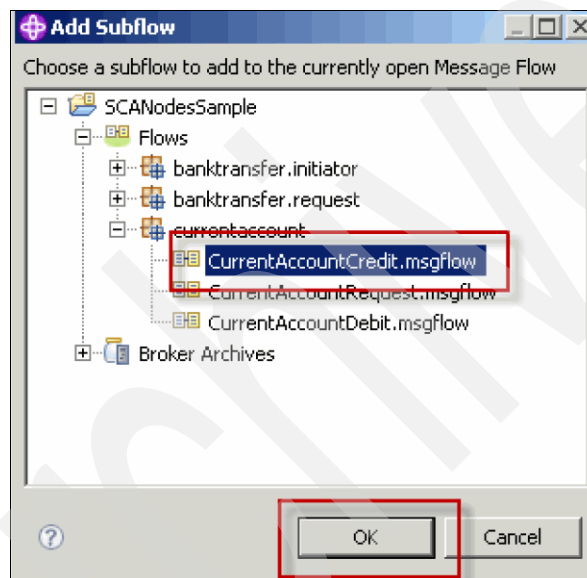 Add Subflow
Choose a subflow to add to the currently open Message Flow
SCANodesSample
Flows
banktransfer.initiator
banktransfer.request
currentaccount
CurrentAccountCredit.msgflow
CurrentAccountRequest.msgflow
CurrentAccountDebit.msgflow
Broker Archives
OK Cancel